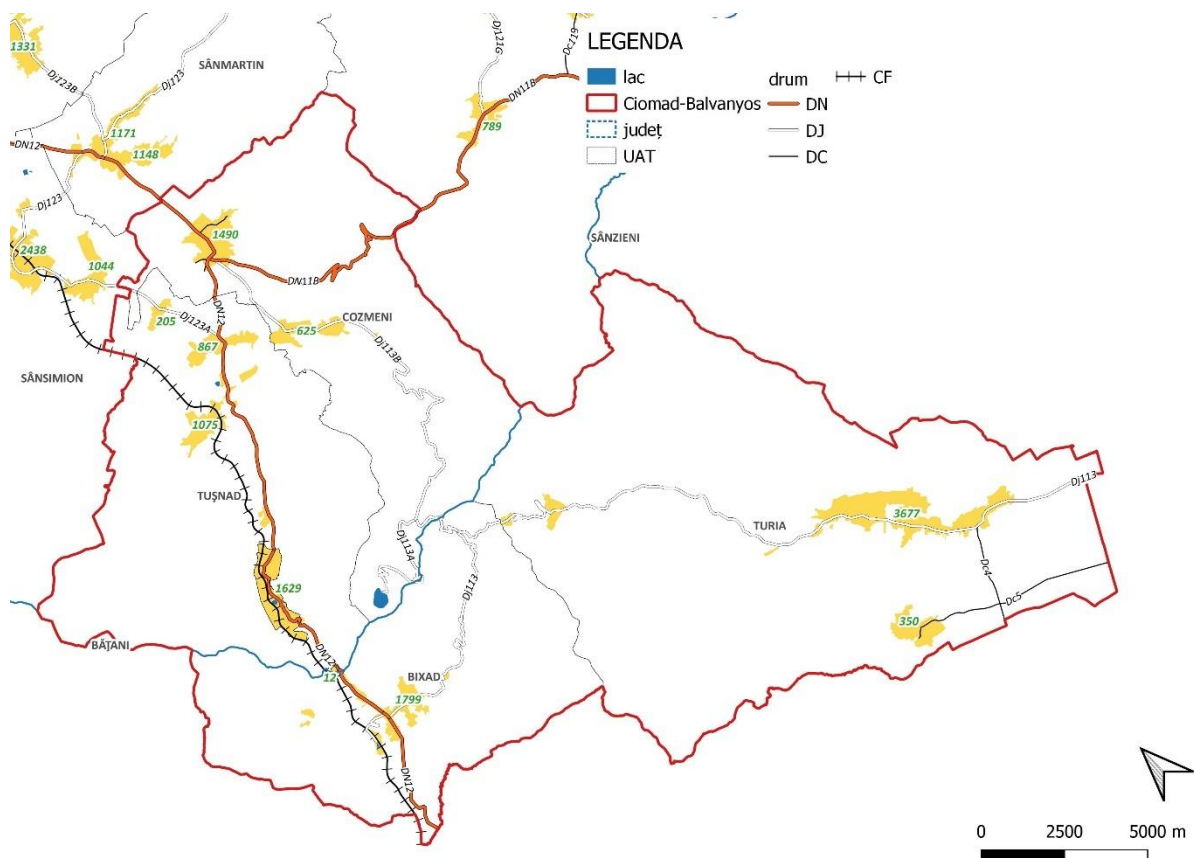 1331
Dj123B
SÂNMARTIN
Dj123
Dj121G
Dc119
DN11B
789
LEGENDA
lac
Ciomad-Balvanyos
județ
UAT
drum
DN
DJ
DC
CF
1171
1148
DN12
Dj123
2438
1044
1490
DN11B
DN12
SÂNZIENI
205
Dj123A
867
625
COZMENI
Dj113B
SÂNSIMION
1075
TUȘNAD
Dj113A
Dj113
TURIA
3677
Dj113
Dc4
Dc5
350
1629
BĂȚANI
DN12
12
BIXAD
1799
DN12
0 2500 5000 m